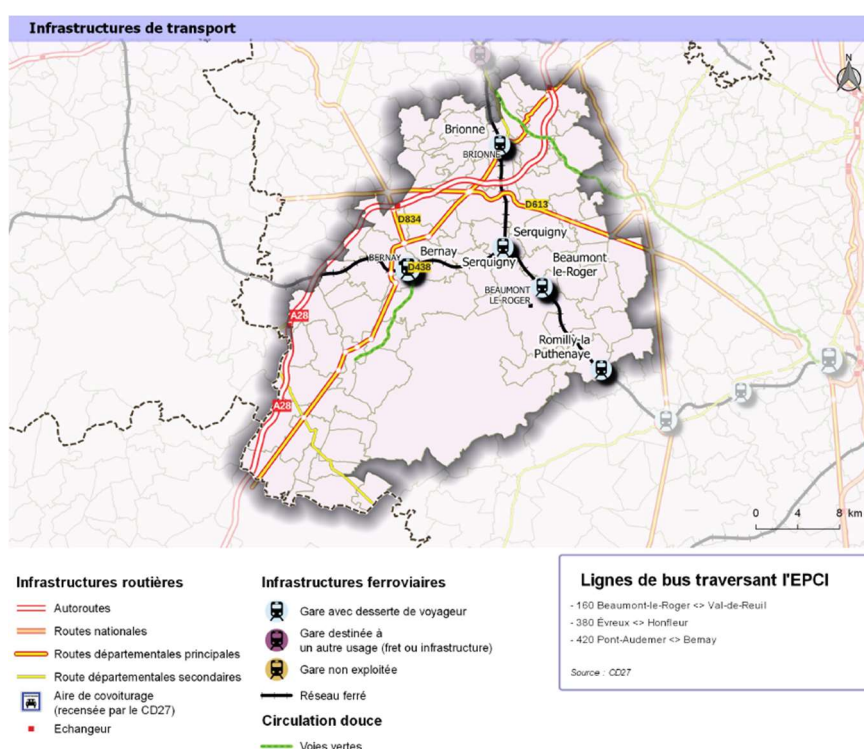 Infrastructures de transport
N
Brionne
BRIONNE
D613
D834
Serquigny
Bernay
BERNAY
D438
Serquigny
Beaumont
le-Roger
BEAUMONT
LE-ROGER
A28
Romilly-la
Puthenaye
A28
0 4 8 km
Infrastructures routières
Autoroutes
Routes nationales
Routes départementales principales
Route départementales secondaires
Aire de covoiturage
(recensée par le CD27)
Echangeur
Infrastructures ferroviaires
Gare avec desserte de voyageur
Gare destinée à
un autre usage (fret ou infrastructure)
Gare non exploitée
Réseau ferré
Circulation douce
Voies vertes
Lignes de bus traversant l'EPCI
- 160 Beaumont-le-Roger <> Val-de-Reuil
- 380 Évreux <> Honfleur
- 420 Pont-Audemer <> Bernay
Source : CD27